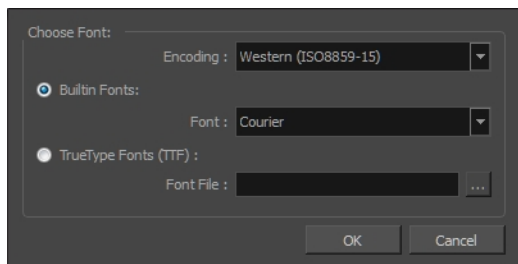 Choose Font:
Encoding : Western (ISO8859-15)
Builtin Fonts:
Font : Courier
TrueType Fonts (TTF) :
Font File : ...
OK Cancel